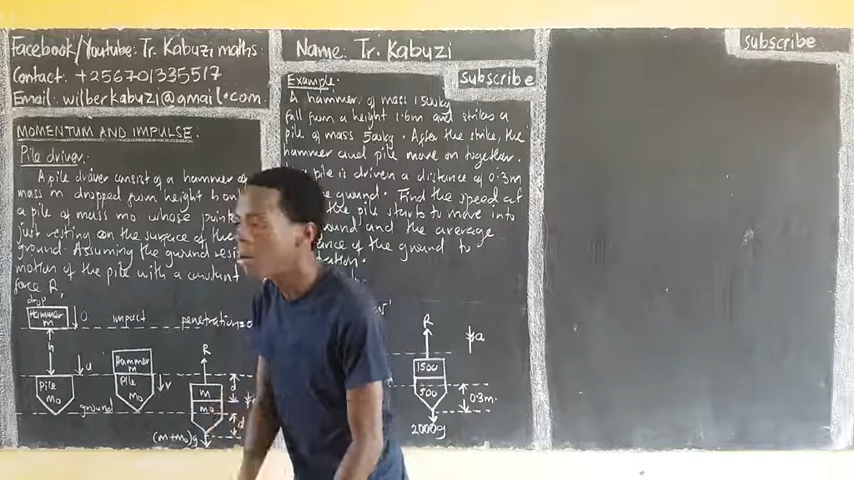 Facebook/Youtube: Tr. Kabuzi maths
Contact: +256701335517
Email: wilberkabuzi@gmail.com
MOMENTUM AND IMPULSE:
Pile driver:
A pile driver consist of a hammer of
mass m dropped from height h on
a pile of mass mo whose
just resting on the surface of the
ground. Assuming the ground
motion of the pile with a constant
force R,
drop
Hammer
m
0
impact
penetration
h
u
Pile
mo
Hammer
m
Pile
mo
v
ground
R
m
mo
d
d
(m+mo)g
Name: Tr. Kabuzi
subscribe
Example:
A hammer of mass 1500kg
fall from a height 1.6m and strikes a
pile of mass 500kg. After the strike, the
hammer and pile move on together.
pile is driven a distance of 0.3m
ground. Find the speed at
the pile starts to move into
ground and the average
of the ground to
R
a
1500
500
0.3m
2000g
subscribe